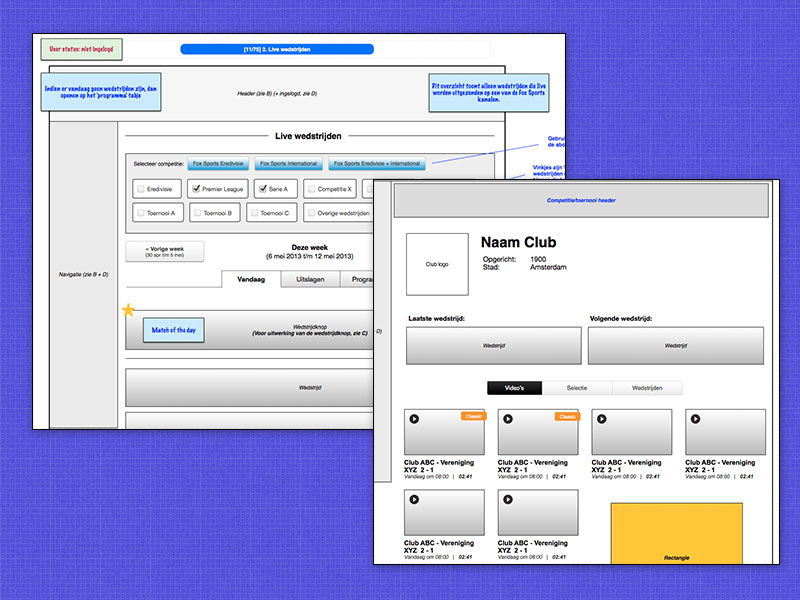 User status: niet ingelogd
[11/75] 2. Live wedstrijden
Indien er vandaag geen wedstrijden zijn, dan
openen op het 'programma' table
Header (zie B) (+ ingelogd, zie D)
Dit overzicht toont alleen wedstrijden die live
worden uitgezonden op een van de Fox Sports
kanalen.
Live wedstrijden
Selecteer competitie:
Fox Sports Eredivisie
Fox Sports International
Fox Sports Eredivisie + International
Eredivisie
Premier League
Serie A
Competitie X
Toernooi A
Toernooi B
Toernooi C
Overige wedstrijden
Vinkjes zijn
wedstrijden
« Vorige week
(30 apr t/m 5 mei)
Deze week
(6 mei 2013 t/m 12 mei 2013)
Navigatie (zie B + D)
Vandaag
Uitslagen
Match of the day
Wedstrijdknop
(Voor uitwerking van de wedstrijdknop, zie C)
Wedstrijd
D)
Competitie/toernooi header
Club logo
Naam Club
Opgericht: 1900
Stad: Amsterdam
Laatste wedstrijd:
Volgende wedstrijd:
Wedstrijd
Wedstrijd
Video's
Selectie
Wedstrijden
Classic
Classic
Club ABC - Vereniging
XYZ 2 - 1
Vandaag om 08:00 | 02:41
Club ABC - Vereniging
XYZ 2 - 1
Vandaag om 08:00 | 02:41
Club ABC - Vereniging
XYZ 2 - 1
Vandaag om 08:00 | 02:41
Club ABC - Vereniging
XYZ 2 - 1
Vandaag om 08:00 | 02:41
Club ABC - Vereniging
XYZ 2 - 1
Vandaag om 08:00 | 02:41
Club ABC - Vereniging
XYZ 2 - 1
Vandaag om 08:00 | 02:41
Rectangle